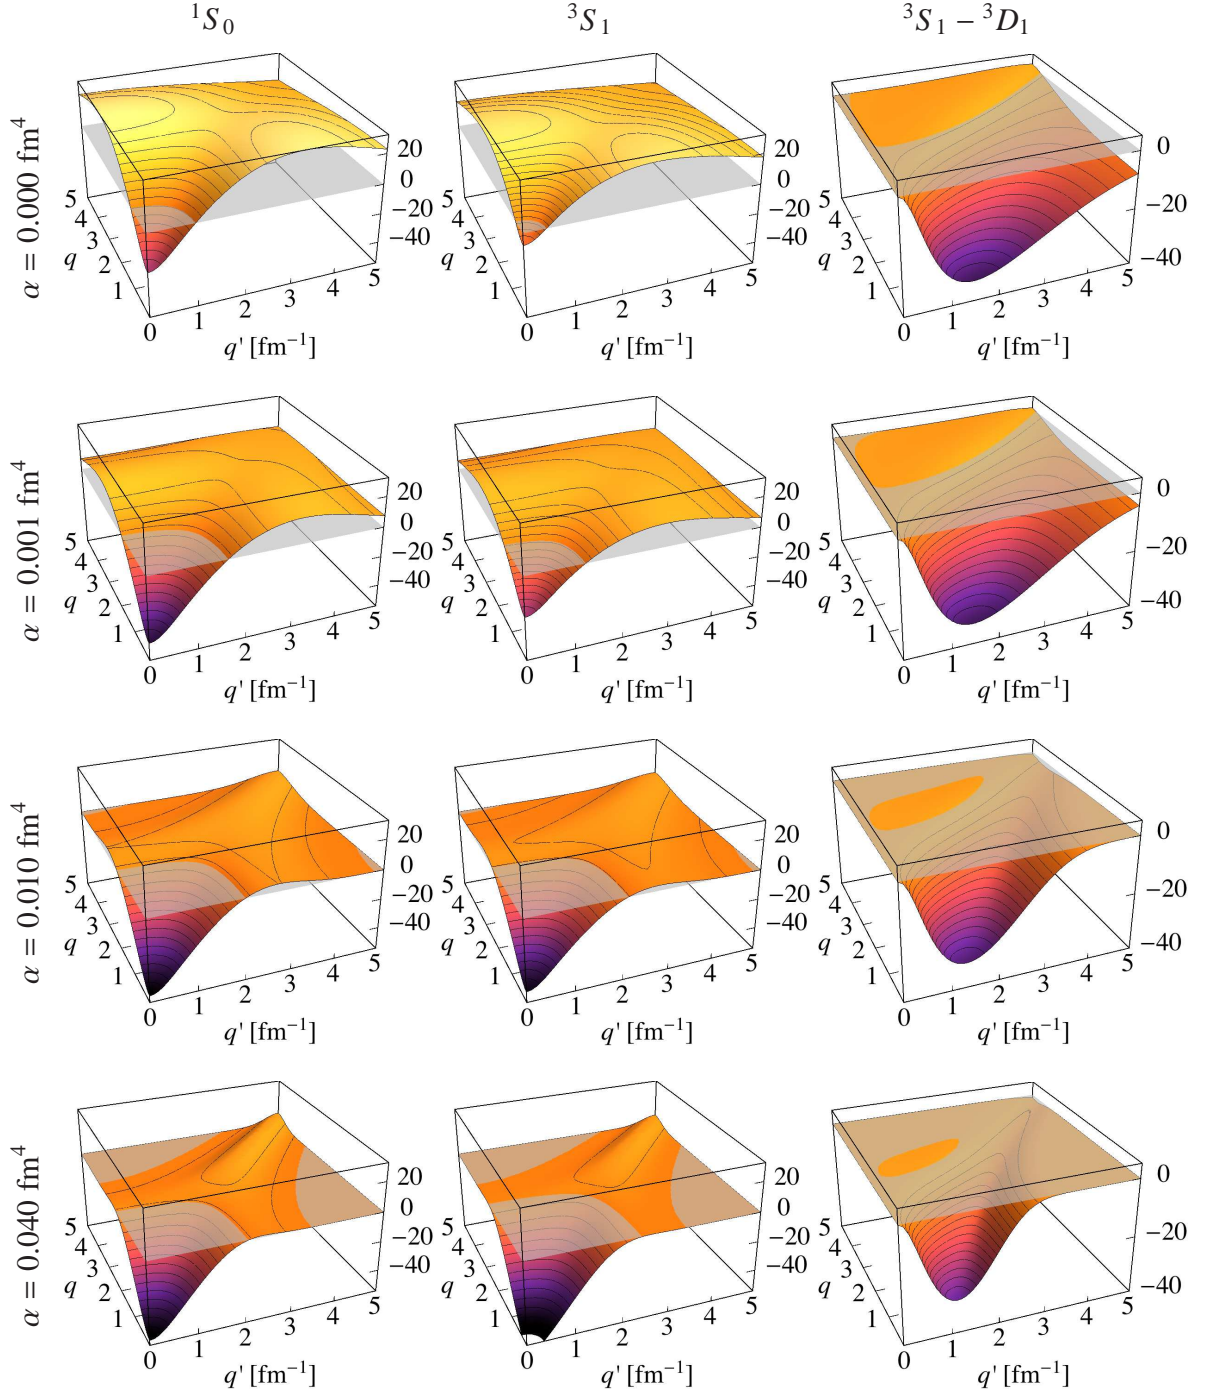 ¹S₀ ³S₁ ³S₁ − ³D₁
α = 0.000 fm⁴
20 0 −20 −40
5 4 3 2 1
q
0 1 2 3 4 5
q' [fm⁻¹]
20 0 −20 −40
5 4 3 2 1
q
0 1 2 3 4 5
q' [fm⁻¹]
0 −20 −40
5 4 3 2 1
q
0 1 2 3 4 5
q' [fm⁻¹]
α = 0.001 fm⁴
20 0 −20 −40
5 4 3 2 1
q
0 1 2 3 4 5
q' [fm⁻¹]
20 0 −20 −40
5 4 3 2 1
q
0 1 2 3 4 5
q' [fm⁻¹]
0 −20 −40
5 4 3 2 1
q
0 1 2 3 4 5
q' [fm⁻¹]
α = 0.010 fm⁴
20 0 −20 −40
5 4 3 2 1
q
0 1 2 3 4 5
q' [fm⁻¹]
20 0 −20 −40
5 4 3 2 1
q
0 1 2 3 4 5
q' [fm⁻¹]
0 −20 −40
5 4 3 2 1
q
0 1 2 3 4 5
q' [fm⁻¹]
α = 0.040 fm⁴
20 0 −20 −40
5 4 3 2 1
q
0 1 2 3 4 5
q' [fm⁻¹]
20 0 −20 −40
5 4 3 2 1
q
0 1 2 3 4 5
q' [fm⁻¹]
0 −20 −40
5 4 3 2 1
q
0 1 2 3 4 5
q' [fm⁻¹]